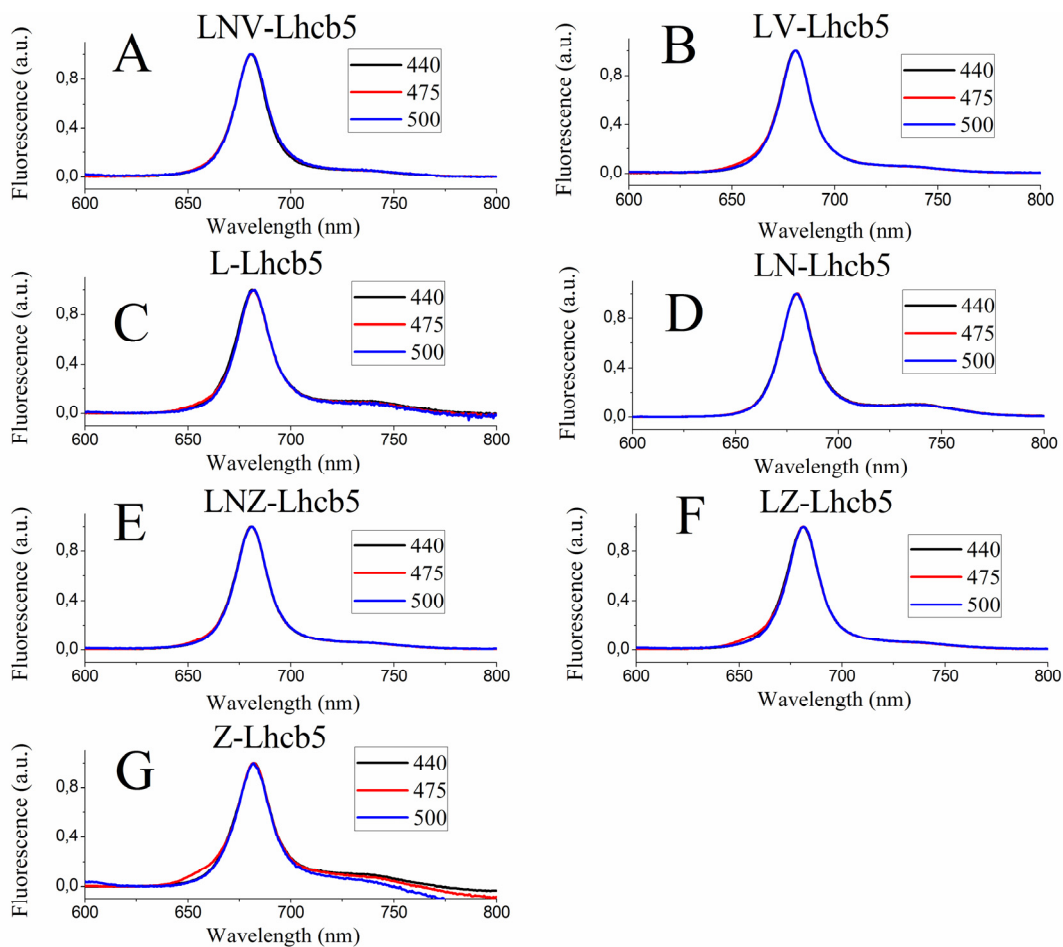 A
LNV-Lhcb5
Fluorescence (a.u.)
0,8
0,4
0,0
440
475
500
600
650
700
750
800
Wavelength (nm)
B
LV-Lhcb5
Fluorescence (a.u.)
0,8
0,4
0,0
440
475
500
600
650
700
750
800
Wavelength (nm)
C
L-Lhcb5
Fluorescence (a.u.)
0,8
0,4
0,0
440
475
500
600
650
700
750
800
Wavelength (nm)
D
LN-Lhcb5
Fluorescence (a.u.)
0,8
0,4
0,0
440
475
500
600
650
700
750
800
Wavelength (nm)
E
LNZ-Lhcb5
Fluorescence (a.u.)
0,8
0,4
0,0
440
475
500
600
650
700
750
800
Wavelength (nm)
F
LZ-Lhcb5
Fluorescence (a.u.)
0,8
0,4
0,0
440
475
500
600
650
700
750
800
Wavelength (nm)
G
Z-Lhcb5
Fluorescence (a.u.)
0,8
0,4
0,0
440
475
500
600
650
700
750
800
Wavelength (nm)